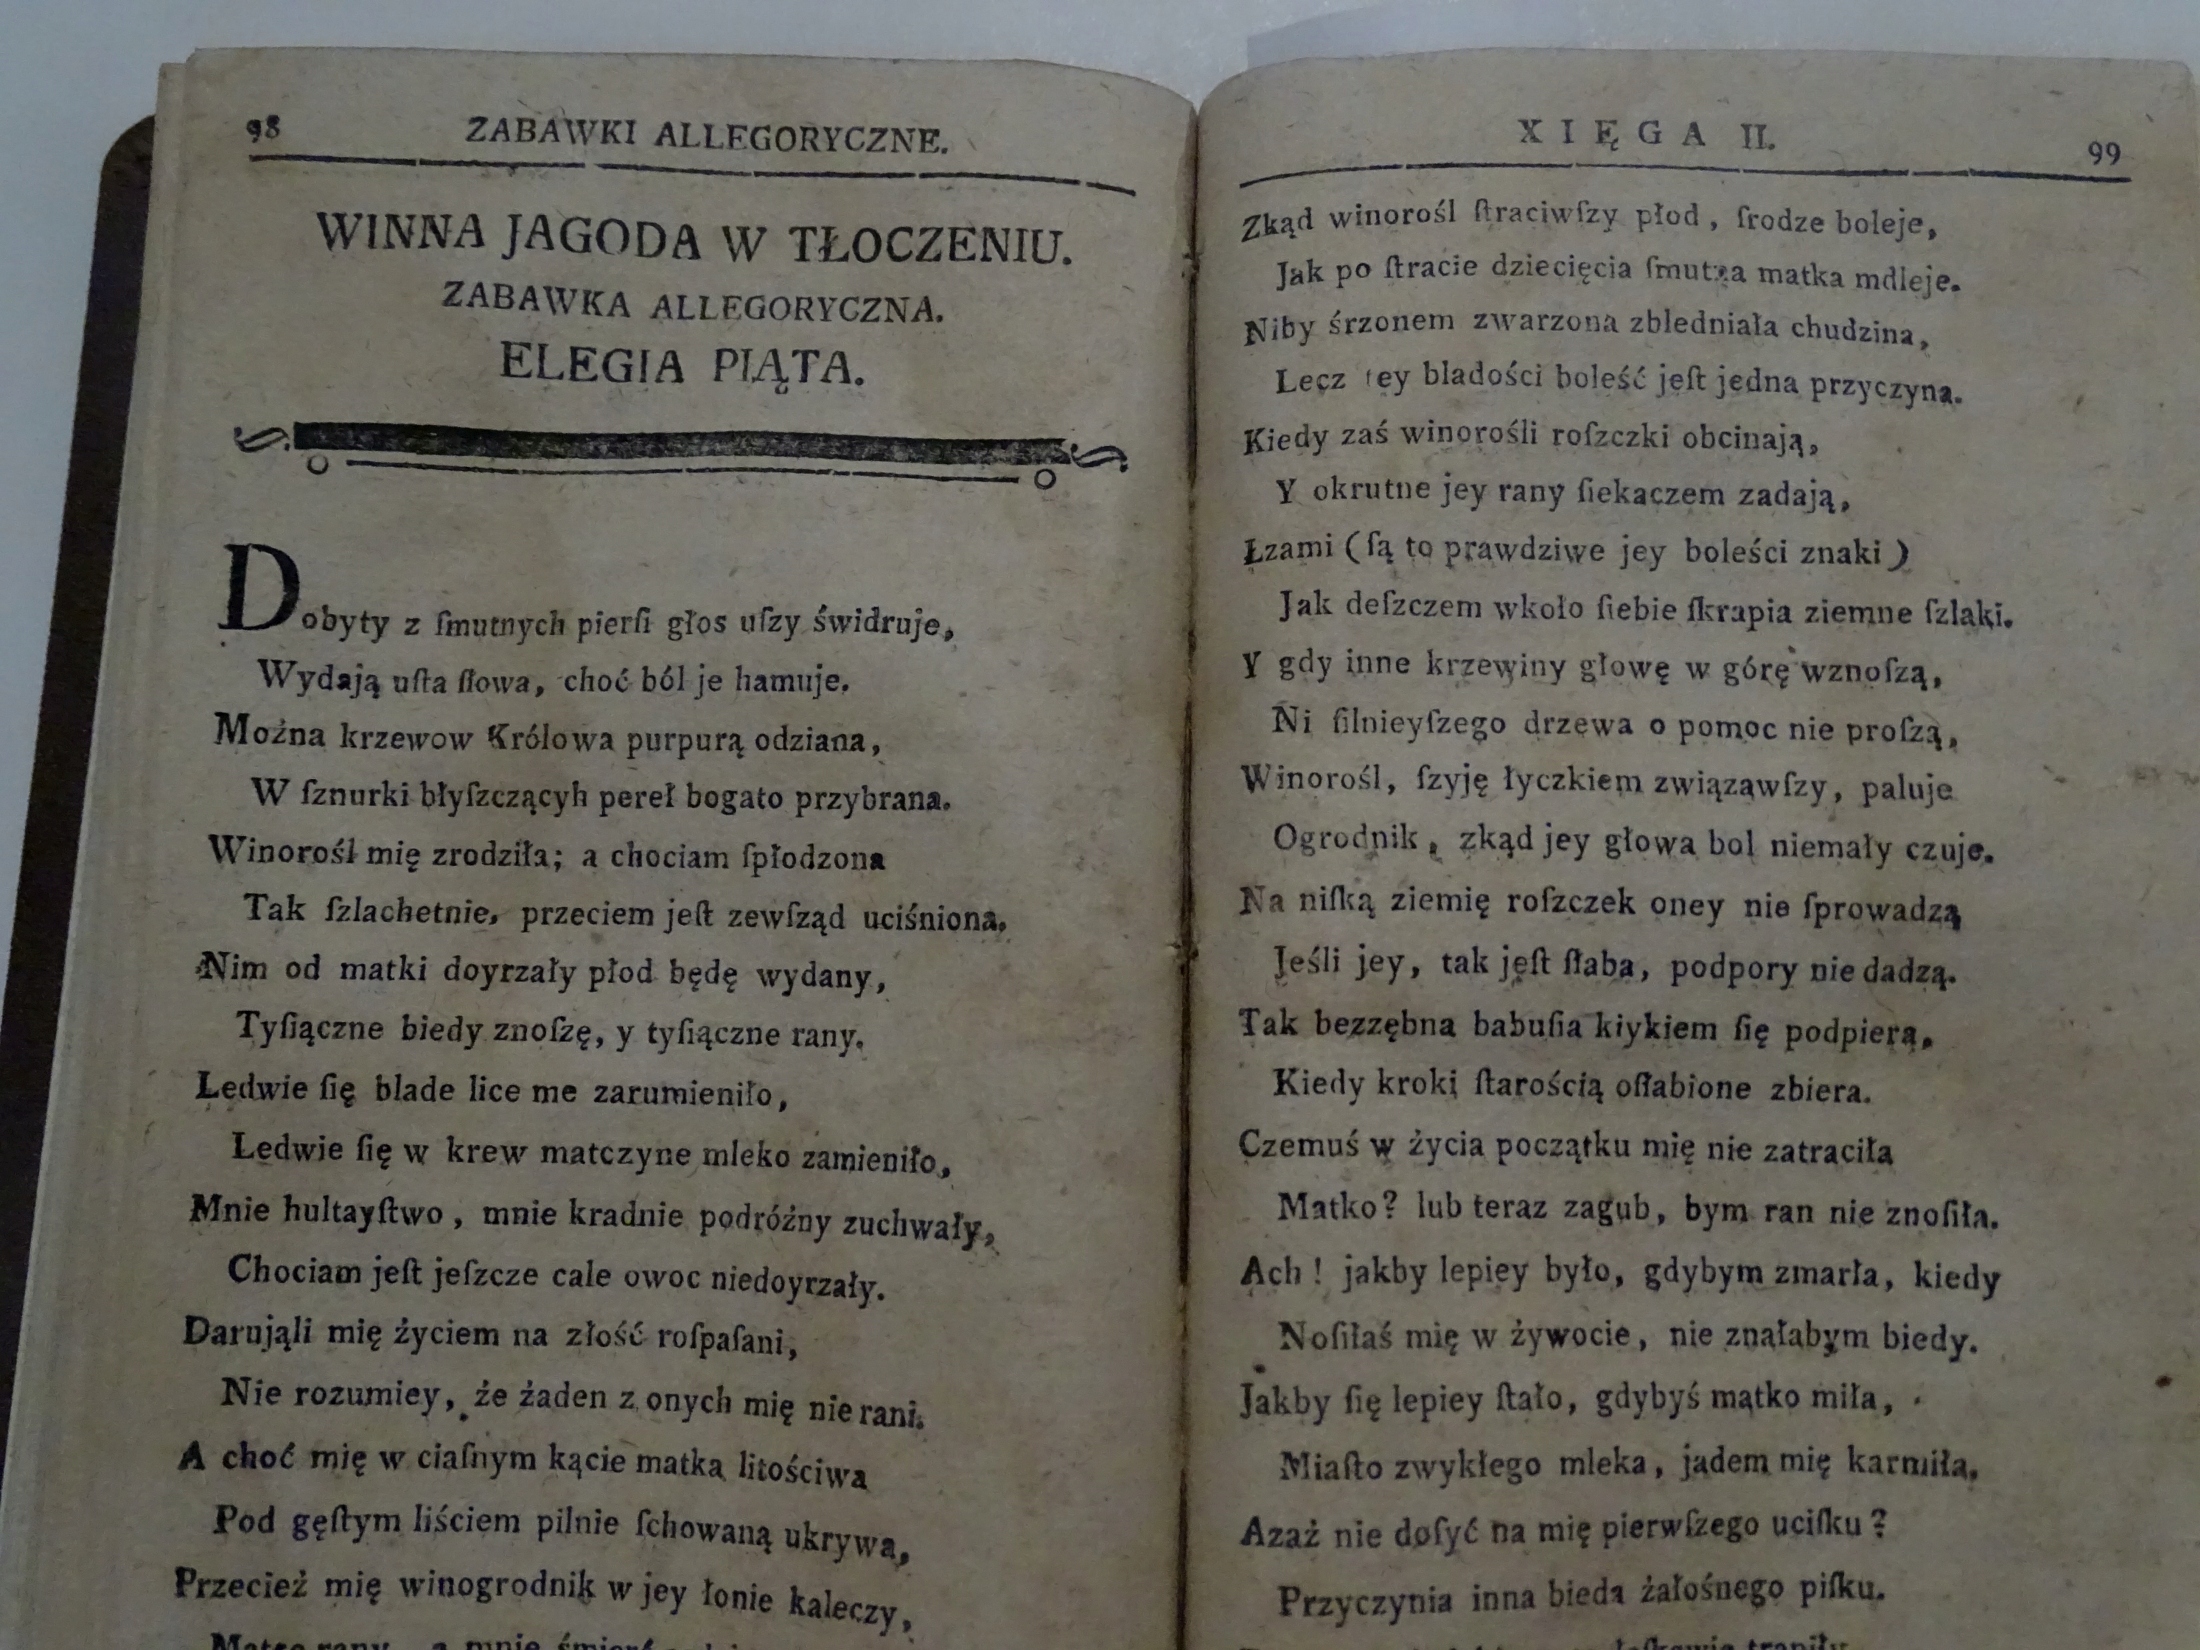 98 ZABAWKI ALLEGORYCZNE.
WINNA JAGODA W TŁOCZENIU.
ZABAWKA ALLEGORYCZNA.
ELEGIA PIĄTA.
Dobyty z ſmutnych pierſi głos uſzy świdruje,
Wydają uſta ſłowa, choć ból je hamuje.
Można krzewow Królowa purpurą odziana,
W ſznurki błyſzczącyh pereł bogato przybrana.
Winorośl mię zrodziła; a chociam ſpłodzona
Tak ſzlachetnie, przeciem jeſt zewſząd uciśniona.
Nim od matki doyrzały płod będę wydany,
Tyſiączne biedy znoſzę, y tyſiączne rany.
Ledwie ſię blade lice me zarumieniło,
Ledwie ſię w krew matczyne mleko zamieniło,
Mnie hultayſtwo, mnie kradnie podróżny zuchwały,
Chociam jeſt jeſzcze cale owoc niedoyrzały.
Darująli mię życiem na złość roſpaſani,
Nie rozumiey, że żaden z onych mię nie rani.
A choć mię w ciaſnym kącie matka litościwa
Pod gęſtym liściem pilnie ſchowaną ukrywa,
Przecież mię winogrodnik w jey łonie kaleczy,
rany, a mnie
XIĘGA II. 99
Zkąd winorośl ſtraciwſzy płod, ſrodze boleje,
Jak po ſtracie dziecięcia ſmutna matka mdleje.
Niby śrzonem zwarzona zbledniała chudzina,
Lecz tey bladości boleść jeſt jedna przyczyna.
Kiedy zaś winorośli roſzczki obcinają,
Y okrutne jey rany ſiekaczem zadają,
Łzami (ſą to prawdziwe jey boleści znaki)
Jak deſzczem wkoło ſiebie ſkrapia ziemne ſzlaki.
Y gdy inne krzewiny głowę w górę wznoſzą,
Ni ſilnieyſzego drzewa o pomoc nie proſzą,
Winorośl, ſzyję łyczkiem związawſzy, paluje
Ogrodnik, zkąd jey głowa bol niemały czuje.
Na niſką ziemię roſzczek oney nie ſprowadzą
Jeśli jey, tak jeſt ſłaba, podpory nie dadzą.
Tak bezzębna babuſia kiykiem ſię podpiera,
Kiedy kroki ſtarością oſłabione zbiera.
Czemuś w życia początku mię nie zatraciła
Matko? lub teraz zagub, bym ran nie znoſiła.
Ach! jakby lepiey było, gdybym zmarła, kiedy
Noſiłaś mię w żywocie, nie znałabym biedy.
Jakby ſię lepiey ſtało, gdybyś matko miła,
Miaſto zwykłego mleka, jadem mię karmiła,
Azaż nie doſyć na mię pierwſzego uciſku?
Przyczynia inna bieda żałośnego piſku.